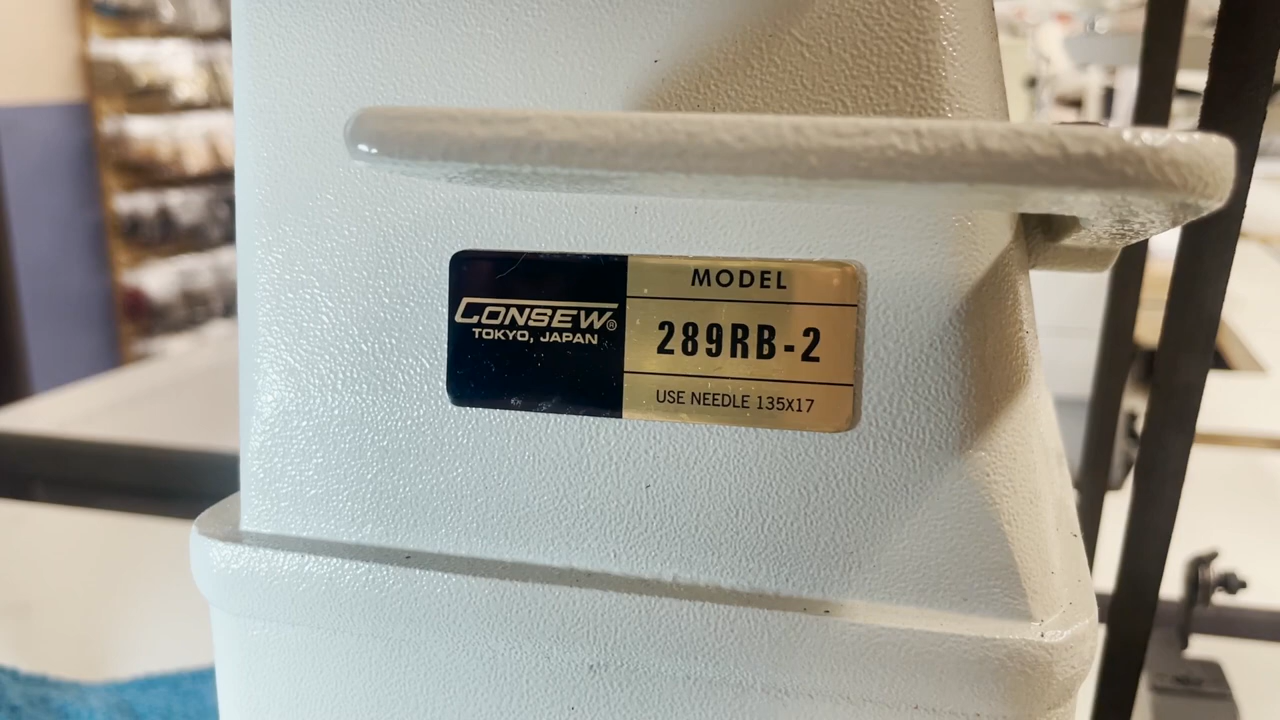 CONSEW®
TOKYO, JAPAN
MODEL
289RB-2
USE NEEDLE 135X17